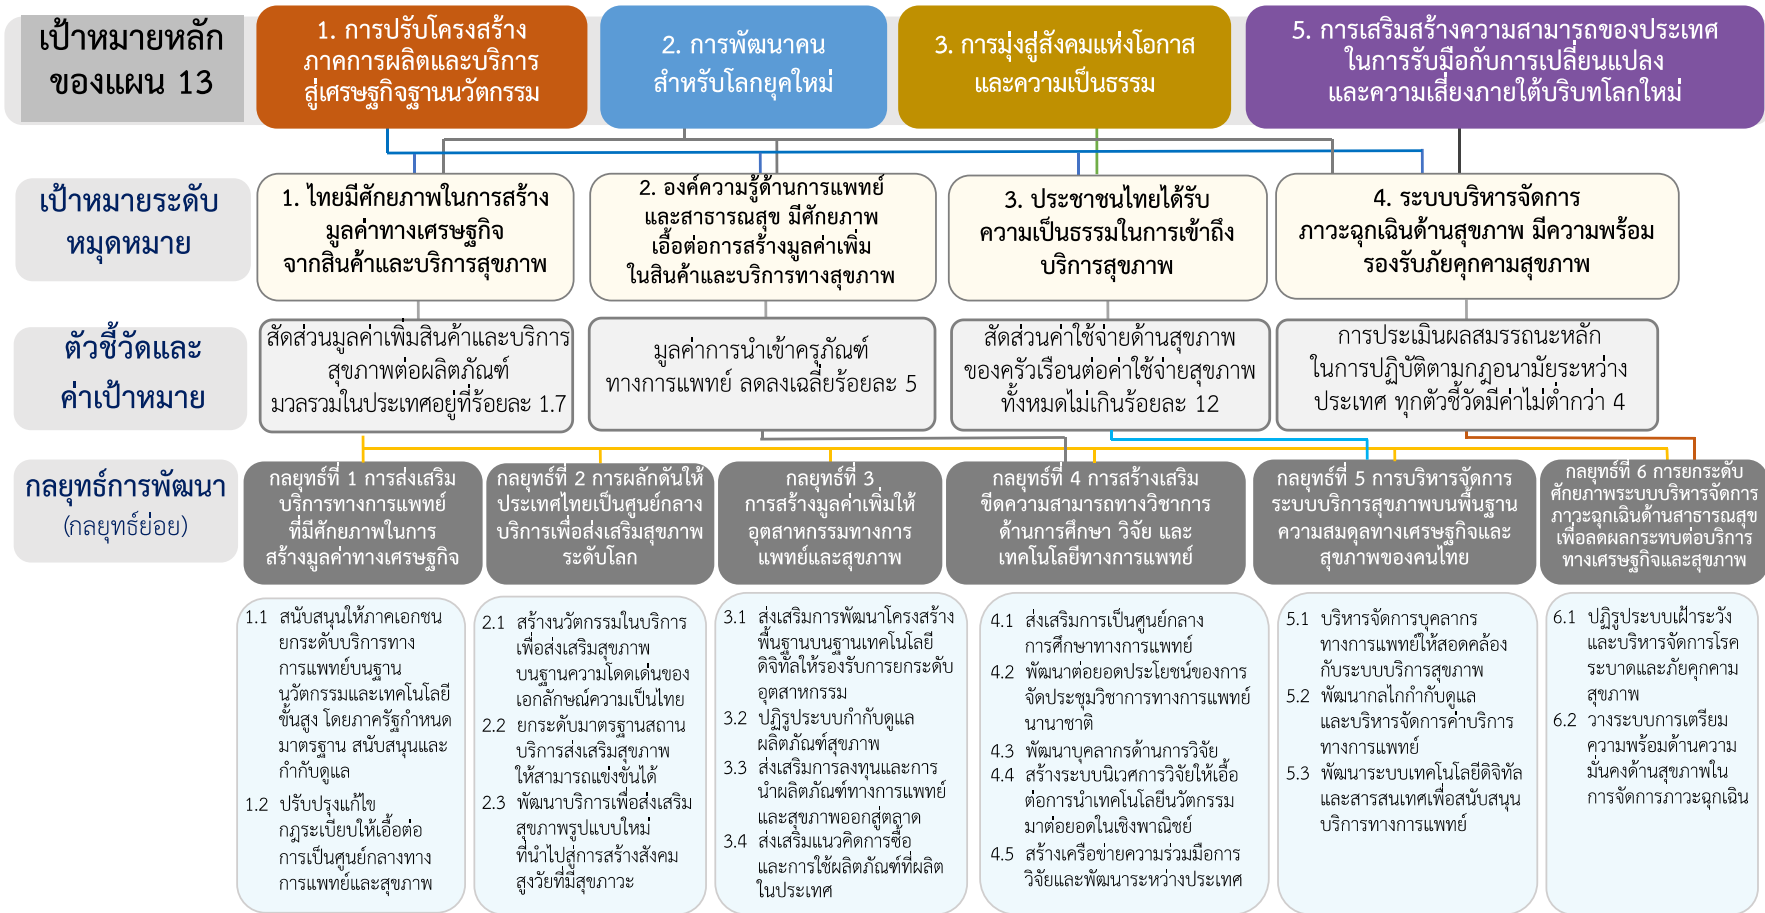 เป้าหมายหลัก
ของแผน 13
1. การปรับโครงสร้าง
ภาคการผลิตและบริการ
สู่เศรษฐกิจฐานนวัตกรรม
2. การพัฒนาคน
สำหรับโลกยุคใหม่
3. การมุ่งสู่สังคมแห่งโอกาส
และความเป็นธรรม
5. การเสริมสร้างความสามารถของประเทศ
ในการรับมือกับการเปลี่ยนแปลง
และความเสี่ยงภายใต้บริบทโลกใหม่
เป้าหมายระดับ
หมุดหมาย
1. ไทยมีศักยภาพในการสร้าง
มูลค่าทางเศรษฐกิจ
จากสินค้าและบริการสุขภาพ
2. องค์ความรู้ด้านการแพทย์
และสาธารณสุข มีศักยภาพ
เอื้อต่อการสร้างมูลค่าเพิ่ม
ในสินค้าและบริการทางสุขภาพ
3. ประชาชนไทยได้รับ
ความเป็นธรรมในการเข้าถึง
บริการสุขภาพ
4. ระบบบริหารจัดการ
ภาวะฉุกเฉินด้านสุขภาพ มีความพร้อม
รองรับภัยคุกคามสุขภาพ
ตัวชี้วัดและ
ค่าเป้าหมาย
สัดส่วนมูลค่าเพิ่มสินค้าและบริการ
สุขภาพต่อผลิตภัณฑ์
มวลรวมในประเทศอยู่ที่ร้อยละ 1.7
มูลค่าการนำเข้าครุภัณฑ์
ทางการแพทย์ ลดลงเฉลี่ยร้อยละ 5
สัดส่วนค่าใช้จ่ายด้านสุขภาพ
ของครัวเรือนต่อค่าใช้จ่ายสุขภาพ
ทั้งหมดไม่เกินร้อยละ 12
การประเมินผลสมรรถนะหลัก
ในการปฏิบัติตามกฎอนามัยระหว่าง
ประเทศ ทุกตัวชี้วัดมีค่าไม่ต่ำกว่า 4
กลยุทธ์การพัฒนา
(กลยุทธ์ย่อย)
กลยุทธ์ที่ 1 การส่งเสริม
บริการทางการแพทย์
ที่มีศักยภาพในการ
สร้างมูลค่าทางเศรษฐกิจ
กลยุทธ์ที่ 2 การผลักดันให้
ประเทศไทยเป็นศูนย์กลาง
บริการเพื่อส่งเสริมสุขภาพ
ระดับโลก
กลยุทธ์ที่ 3
การสร้างมูลค่าเพิ่มให้
อุตสาหกรรมทางการ
แพทย์และสุขภาพ
กลยุทธ์ที่ 4 การสร้างเสริม
ขีดความสามารถทางวิชาการ
ด้านการศึกษา วิจัย และ
เทคโนโลยีทางการแพทย์
กลยุทธ์ที่ 5 การบริหารจัดการ
ระบบบริการสุขภาพบนพื้นฐาน
ความสมดุลทางเศรษฐกิจและ
สุขภาพของคนไทย
กลยุทธ์ที่ 6 การยกระดับ
ศักยภาพระบบบริหารจัดการ
ภาวะฉุกเฉินด้านสาธารณสุข
เพื่อลดผลกระทบต่อบริการ
ทางเศรษฐกิจและสุขภาพ
1.1 สนับสนุนให้ภาคเอกชน
ยกระดับบริการทาง
การแพทย์บนฐาน
นวัตกรรมและเทคโนโลยี
ขั้นสูง โดยภาครัฐกำหนด
มาตรฐาน สนับสนุนและ
กำกับดูแล
1.2 ปรับปรุงแก้ไข
กฎระเบียบให้เอื้อต่อ
การเป็นศูนย์กลางทาง
การแพทย์และสุขภาพ
2.1 สร้างนวัตกรรมในบริการ
เพื่อส่งเสริมสุขภาพ
บนฐานความโดดเด่นของ
เอกลักษณ์ความเป็นไทย
2.2 ยกระดับมาตรฐานสถาน
บริการส่งเสริมสุขภาพ
ให้สามารถแข่งขันได้
2.3 พัฒนาบริการเพื่อส่งเสริม
สุขภาพรูปแบบใหม่
ที่นำไปสู่การสร้างสังคม
สูงวัยที่มีสุขภาวะ
3.1 ส่งเสริมการพัฒนาโครงสร้าง
พื้นฐานบนฐานเทคโนโลยี
ดิจิทัลให้รองรับการยกระดับ
อุตสาหกรรม
3.2 ปฏิรูประบบกำกับดูแล
ผลิตภัณฑ์สุขภาพ
3.3 ส่งเสริมการลงทุนและการ
นำผลิตภัณฑ์ทางการแพทย์
และสุขภาพออกสู่ตลาด
3.4 ส่งเสริมแนวคิดการซื้อ
และการใช้ผลิตภัณฑ์ที่ผลิต
ในประเทศ
4.1 ส่งเสริมการเป็นศูนย์กลาง
การศึกษาทางการแพทย์
4.2 พัฒนาต่อยอดประโยชน์ของการ
จัดประชุมวิชาการทางการแพทย์
นานาชาติ
4.3 พัฒนาบุคลากรด้านการวิจัย
4.4 สร้างระบบนิเวศการวิจัยให้เอื้อ
ต่อการนำเทคโนโลยีนวัตกรรม
มาต่อยอดในเชิงพาณิชย์
4.5 สร้างเครือข่ายความร่วมมือการ
วิจัยและพัฒนาระหว่างประเทศ
5.1 บริหารจัดการบุคลากร
ทางการแพทย์ให้สอดคล้อง
กับระบบบริการสุขภาพ
5.2 พัฒนากลไกกำกับดูแล
และบริหารจัดการค่าบริการ
ทางการแพทย์
5.3 พัฒนาระบบเทคโนโลยีดิจิทัล
และสารสนเทศเพื่อสนับสนุน
บริการทางการแพทย์
6.1 ปฏิรูประบบเฝ้าระวัง
และบริหารจัดการโรค
ระบาดและภัยคุกคาม
สุขภาพ
6.2 วางระบบการเตรียม
ความพร้อมด้านความ
มั่นคงด้านสุขภาพใน
การจัดการภาวะฉุกเฉิน